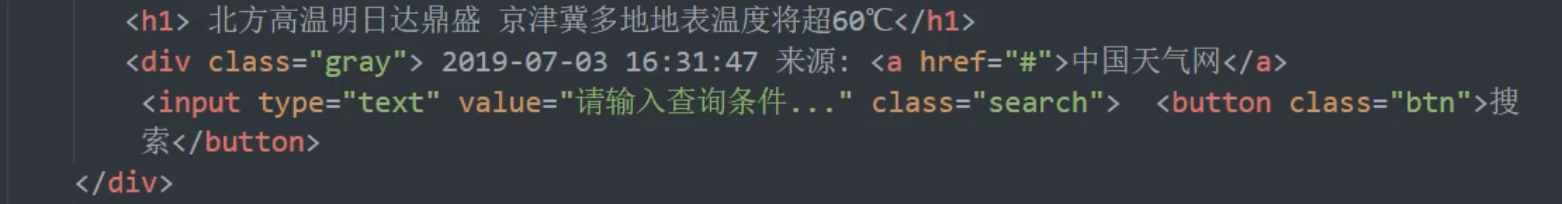 <h1> 北方高温明日达鼎盛 京津冀多地地表温度将超60℃</h1>
<div class="gray"> 2019-07-03 16:31:47 来源: <a href="#">中国天气网</a>
<input type="text" value="请输入查询条件..." class="search">  <button class="btn">搜
索</button>
</div>